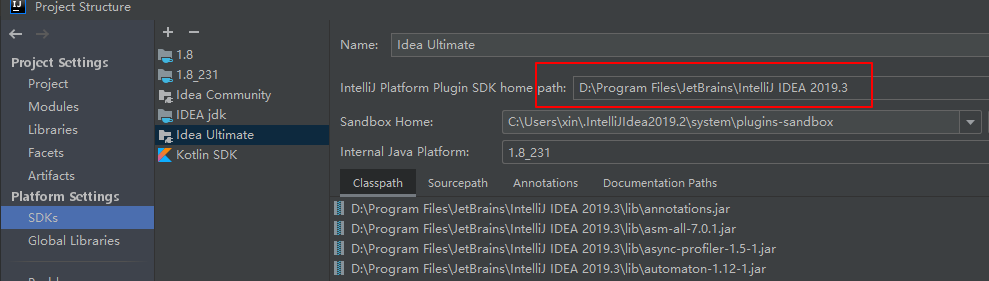 IJ Project Structure
Project Settings
Project
Modules
Libraries
Facets
Artifacts
Platform Settings
SDKs
Global Libraries
1.8
1.8_231
Idea Community
IDEA jdk
Idea Ultimate
Kotlin SDK
Name: Idea Ultimate
IntelliJ Platform Plugin SDK home path: D:\Program Files\JetBrains\IntelliJ IDEA 2019.3
Sandbox Home: C:\Users\xin\.IntelliJIdea2019.2\system\plugins-sandbox
Internal Java Platform: 1.8_231
Classpath Sourcepath Annotations Documentation Paths
D:\Program Files\JetBrains\IntelliJ IDEA 2019.3\lib\annotations.jar
D:\Program Files\JetBrains\IntelliJ IDEA 2019.3\lib\asm-all-7.0.1.jar
D:\Program Files\JetBrains\IntelliJ IDEA 2019.3\lib\async-profiler-1.5-1.jar
D:\Program Files\JetBrains\IntelliJ IDEA 2019.3\lib\automaton-1.12-1.jar